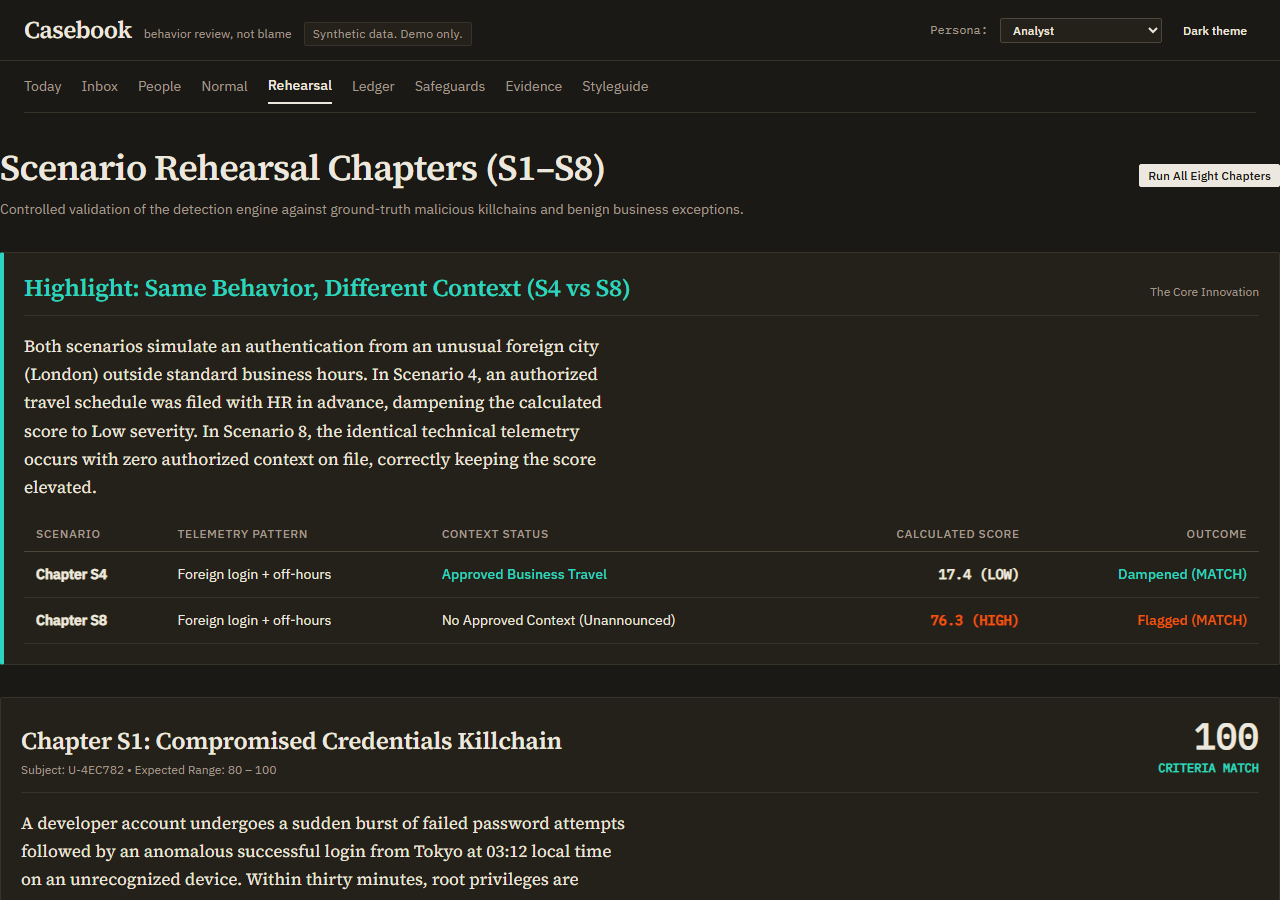 Casebook behavior review, not blame Synthetic data. Demo only. Persona: Analyst Dark theme
Today Inbox People Normal Rehearsal Ledger Safeguards Evidence Styleguide
Scenario Rehearsal Chapters (S1–S8)
Run All Eight Chapters
Controlled validation of the detection engine against ground-truth malicious killchains and benign business exceptions.
Highlight: Same Behavior, Different Context (S4 vs S8) The Core Innovation
Both scenarios simulate an authentication from an unusual foreign city
(London) outside standard business hours. In Scenario 4, an authorized
travel schedule was filed with HR in advance, dampening the calculated
score to Low severity. In Scenario 8, the identical technical telemetry
occurs with zero authorized context on file, correctly keeping the score
elevated.
SCENARIO TELEMETRY PATTERN CONTEXT STATUS CALCULATED SCORE OUTCOME
Chapter S4 Foreign login + off-hours Approved Business Travel 17.4 (LOW) Dampened (MATCH)
Chapter S8 Foreign login + off-hours No Approved Context (Unannounced) 76.3 (HIGH) Flagged (MATCH)
Chapter S1: Compromised Credentials Killchain 100
Subject: U-4EC782 • Expected Range: 80 – 100 CRITERIA MATCH
A developer account undergoes a sudden burst of failed password attempts
followed by an anomalous successful login from Tokyo at 03:12 local time
on an unrecognized device. Within thirty minutes, root privileges are